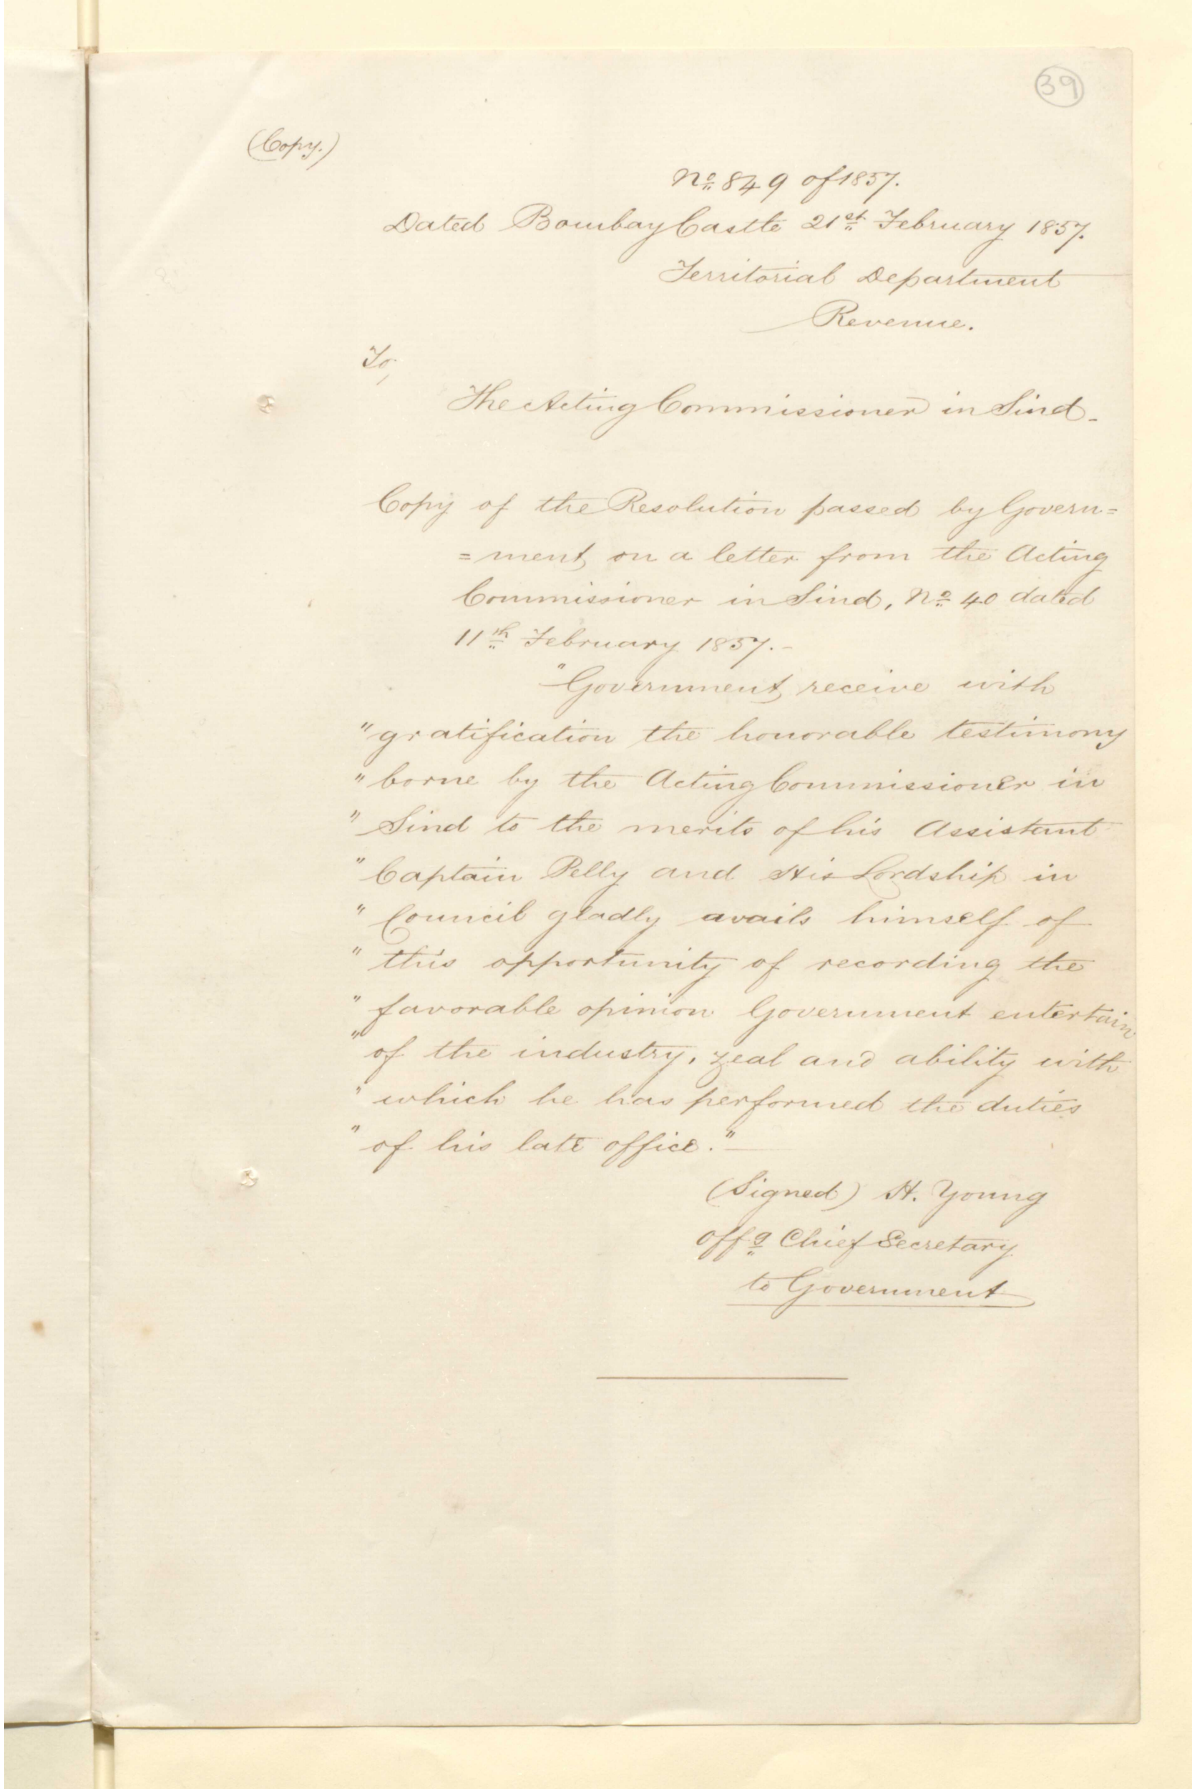 39
(Copy.)
No. 849 of 1857.
Dated Bombay Castle 21st February 1857.
Territorial Department
Revenue.
To,
The Acting Commissioner in Sind -
Copy of the Resolution passed by Govern=
=ment, on a letter from the Acting
Commissioner in Sind, No. 40 dated
11th February 1857. -
"Government, receive with
"gratification the honorable testimony
"borne by the Acting Commissioner in
"Sind to the merits of his Assistant
"Captain Pelly and His Lordship in
"Council gladly avails himself of
"this opportunity of recording the
"favorable opinion Government entertain
"of the industry, zeal and ability with
"which he has performed the duties
"of his late office." -
(Signed) H. Young
Offg Chief Secretary
to Government